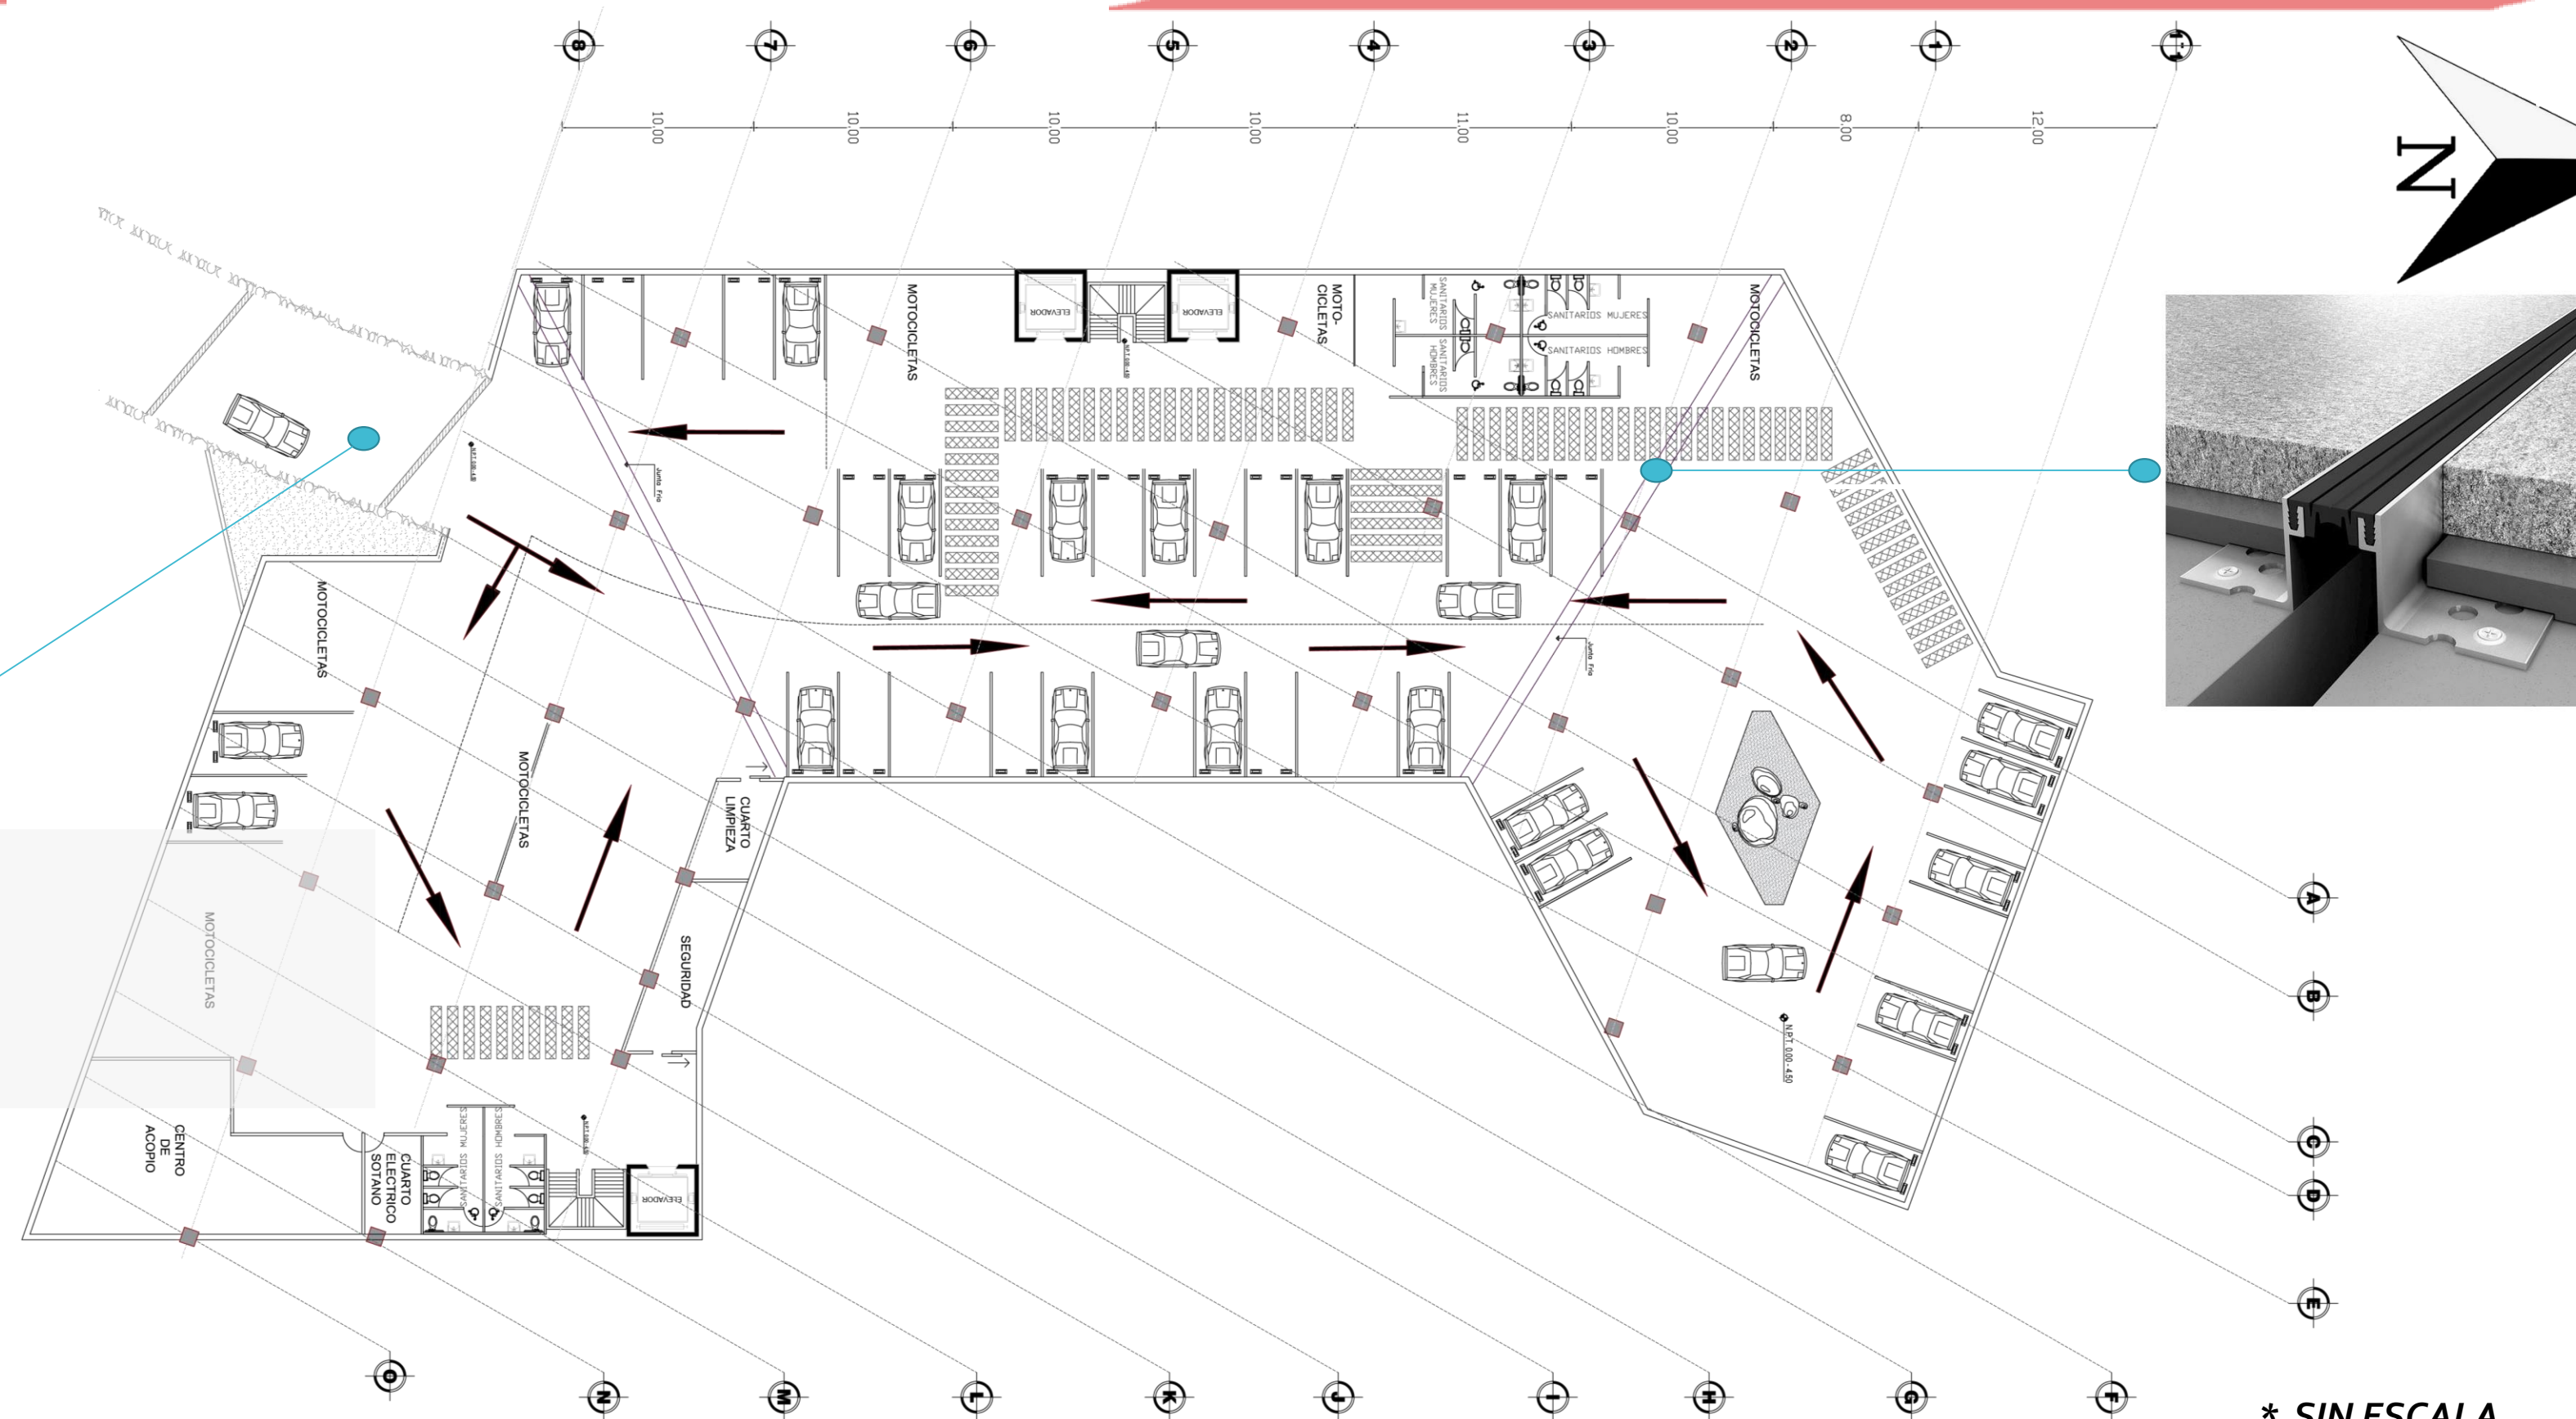 8
7
6
5
4
3
2
1
1'-1
10.00
10.00
10.00
10.00
11.00
10.00
8.00
12.00
N
ELEVADOR
ELEVADOR
MOTOCICLETAS
MOTO-
CICLETAS
SANITARIOS
MUJERES
SANITARIOS
HOMBRES
SANITARIOS MUJERES
SANITARIOS HOMBRES
MOTOCICLETAS
Junta Fria
Junta Fria
MOTOCICLETAS
MOTOCICLETAS
CUARTO
LIMPIEZA
SEGURIDAD
MOTOCICLETAS
N.P.T. 0.00 - 4.50
CENTRO
DE
ACOPIO
CUARTO
ELECTRICO
SOTANO
SANITARIOS MUJERES
SANITARIOS HOMBRES
ELEVADOR
A
B
C
D
E
O
N
M
L
K
J
I
H
G
F
* SIN ESCALA